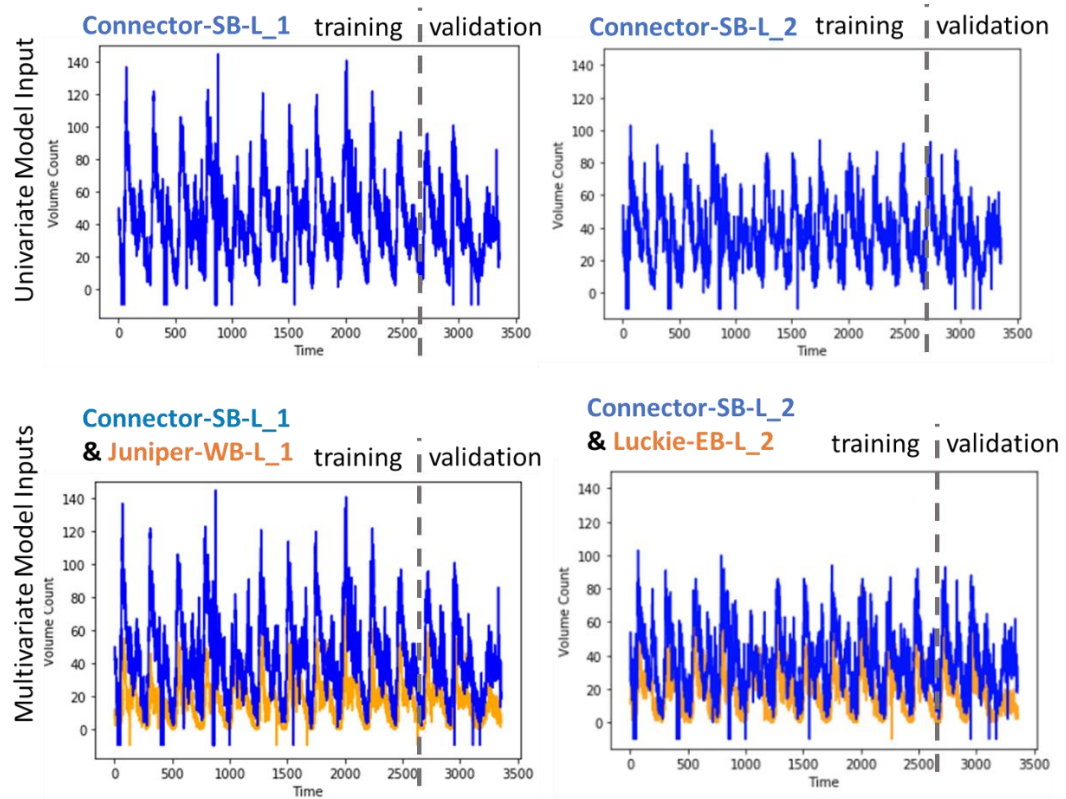 Connector-SB-L_1 training validation
Univariate Model Input
Volume Count
140
120
100
80
60
40
20
0
0 500 1000 1500 2000 2500 3000 3500
Time
Connector-SB-L_2 training validation
Volume Count
140
120
100
80
60
40
20
0
0 500 1000 1500 2000 2500 3000 3500
Time
Connector-SB-L_1
& Juniper-WB-L_1 training validation
Multivariate Model Inputs
Volume Count
140
120
100
80
60
40
20
0
0 500 1000 1500 2000 2500 3000 3500
Time
Connector-SB-L_2
& Luckie-EB-L_2 training validation
Volume Count
140
120
100
80
60
40
20
0
0 500 1000 1500 2000 2500 3000 3500
Time